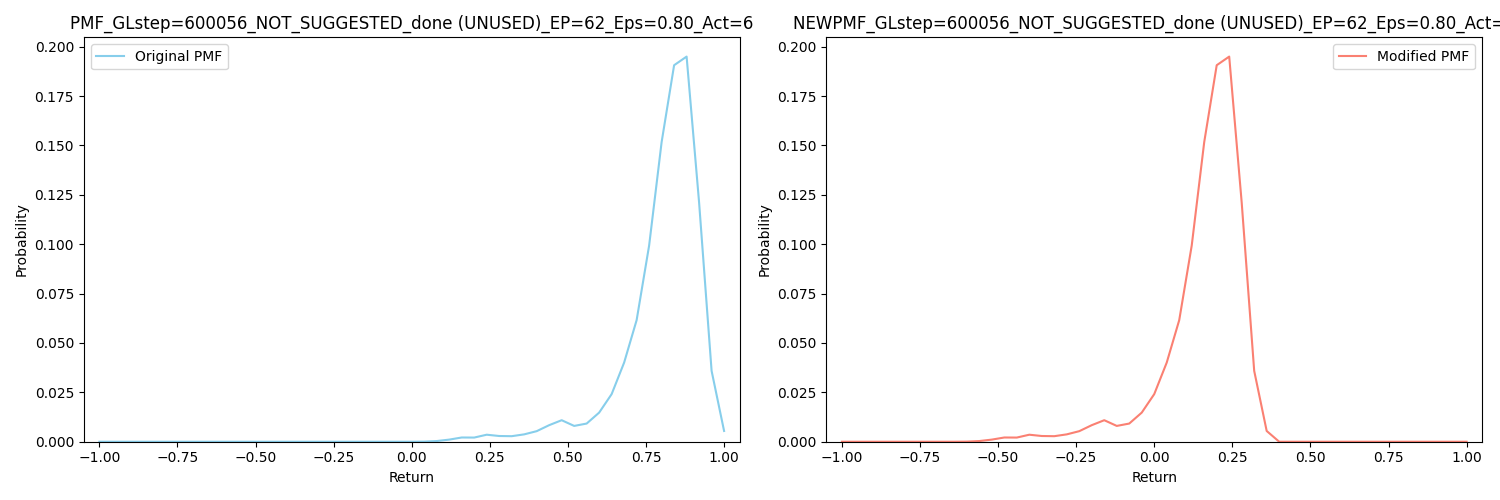 PMF_GLstep=600056_NOT_SUGGESTED_done (UNUSED)_EP=62_Eps=0.80_Act=6
Original PMF
Probability
0.200
0.175
0.150
0.125
0.100
0.075
0.050
0.025
0.000
−1.00 −0.75 −0.50 −0.25 0.00 0.25 0.50 0.75 1.00
Return
NEWPMF_GLstep=600056_NOT_SUGGESTED_done (UNUSED)_EP=62_Eps=0.80_Act=
Modified PMF
Probability
0.200
0.175
0.150
0.125
0.100
0.075
0.050
0.025
0.000
−1.00 −0.75 −0.50 −0.25 0.00 0.25 0.50 0.75 1.00
Return